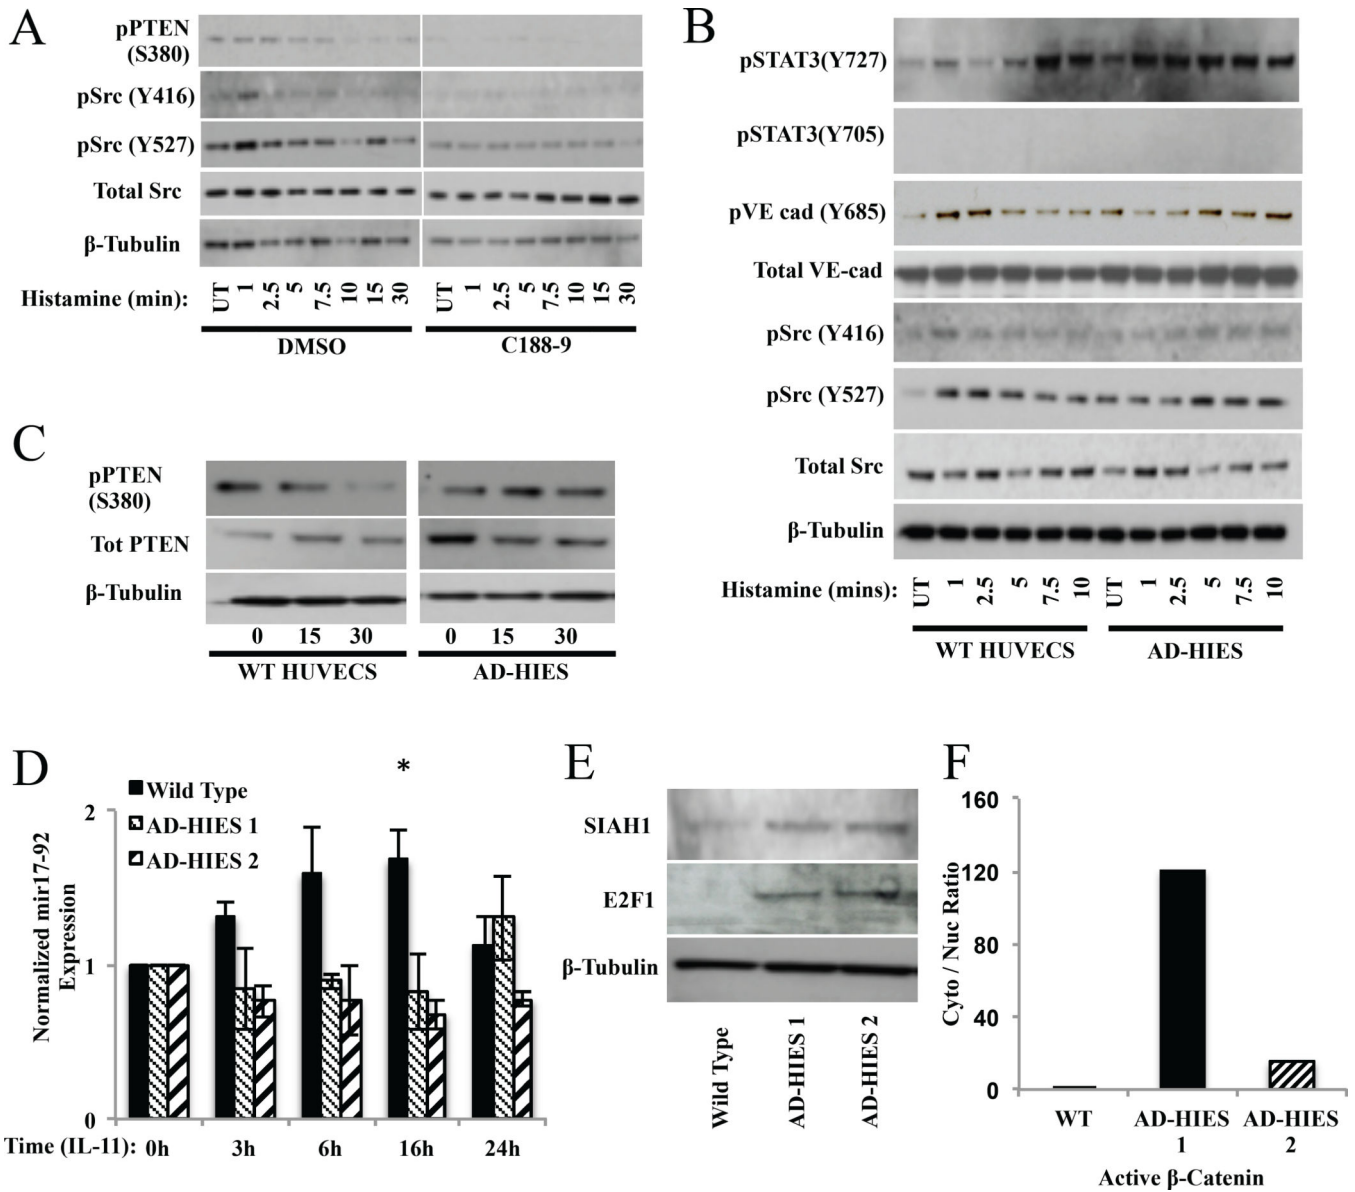 A
pPTEN
(S380)
pSrc (Y416)
pSrc (Y527)
Total Src
β-Tubulin
Histamine (min): UT 1 2.5 5 7.5 10 15 30 UT 1 2.5 5 7.5 10 15 30
DMSO C188-9
B
pSTAT3(Y727)
pSTAT3(Y705)
pVE cad (Y685)
Total VE-cad
pSrc (Y416)
pSrc (Y527)
Total Src
β-Tubulin
Histamine (mins): UT 1 2.5 5 7.5 10 UT 1 2.5 5 7.5 10
WT HUVECS AD-HIES
C
pPTEN
(S380)
Tot PTEN
β-Tubulin
0 15 30 0 15 30
WT HUVECS AD-HIES
D
Wild Type
AD-HIES 1
AD-HIES 2
*
Normalized mir17-92
Expression
2
1
0
Time (IL-11): 0h 3h 6h 16h 24h
E
SIAH1
E2F1
β-Tubulin
Wild Type AD-HIES 1 AD-HIES 2
F
Cyto / Nuc Ratio
160
120
80
40
0
WT AD-HIES AD-HIES
1 2
Active β-Catenin